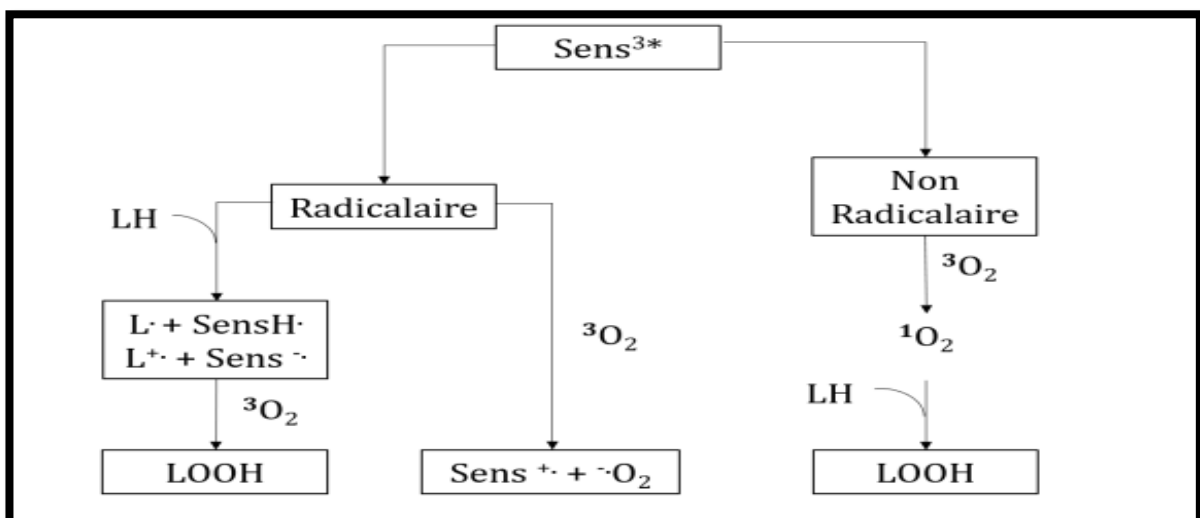 Sens³*
Radicalaire
Non
Radicalaire
LH
³O₂
L· + SensH·
L⁺· + Sens ⁻·
³O₂
¹O₂
LH
³O₂
LOOH
Sens ⁺· + ⁻·O₂
LOOH